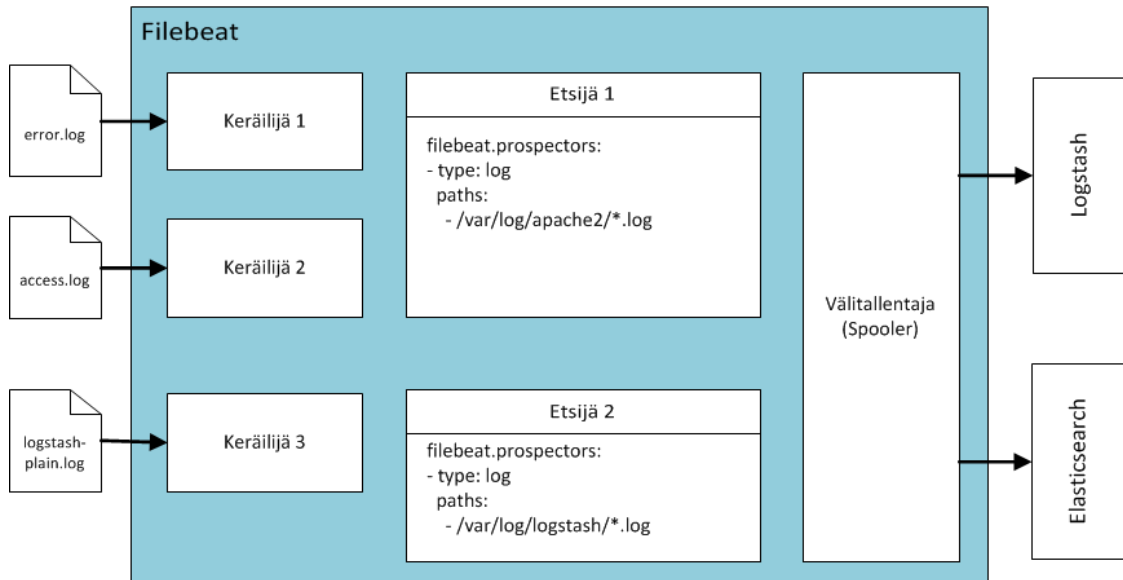 Filebeat
error.log
Keräilijä 1
access.log
Keräilijä 2
logstash-
plain.log
Keräilijä 3
Etsijä 1
filebeat.prospectors:
- type: log
paths:
- /var/log/apache2/*.log
Etsijä 2
filebeat.prospectors:
- type: log
paths:
- /var/log/logstash/*.log
Välitallentaja
(Spooler)
Logstash
Elasticsearch